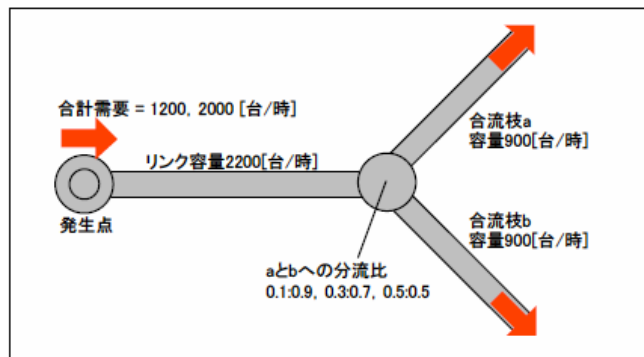 合計需要 = 1200, 2000 [台/時]
リンク容量2200[台/時]
発生点
合流枝a
容量900[台/時]
合流枝b
容量900[台/時]
aとbへの分流比
0.1:0.9, 0.3:0.7, 0.5:0.5